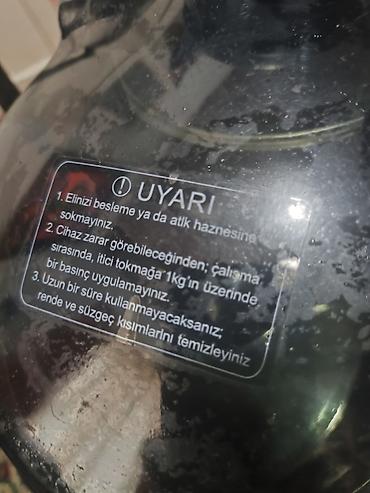 UYARI
1. Elinizi besleme ya da atik haznesine
sokmayınız.
2. Cihaz zarar görebileceğinden; çalışma
sırasında, itici tokmağa 1kg'ın üzerinde
bir basınç uygulamayınız.
3. Uzun bir süre kullanmayacaksanız;
rende ve süzgeç kısımlarını temizleyiniz